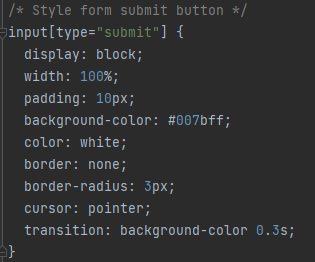 /* Style form submit button */
input[type="submit"] {
  display: block;
  width: 100%;
  padding: 10px;
  background-color: #007bff;
  color: white;
  border: none;
  border-radius: 3px;
  cursor: pointer;
  transition: background-color 0.3s;
}